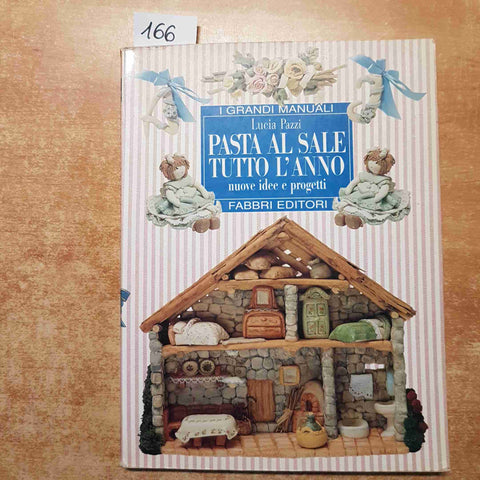 166
I GRANDI MANUALI
Lucia Pazzi
PASTA AL SALE
TUTTO L'ANNO
nuove idee e progetti
FABBRI EDITORI